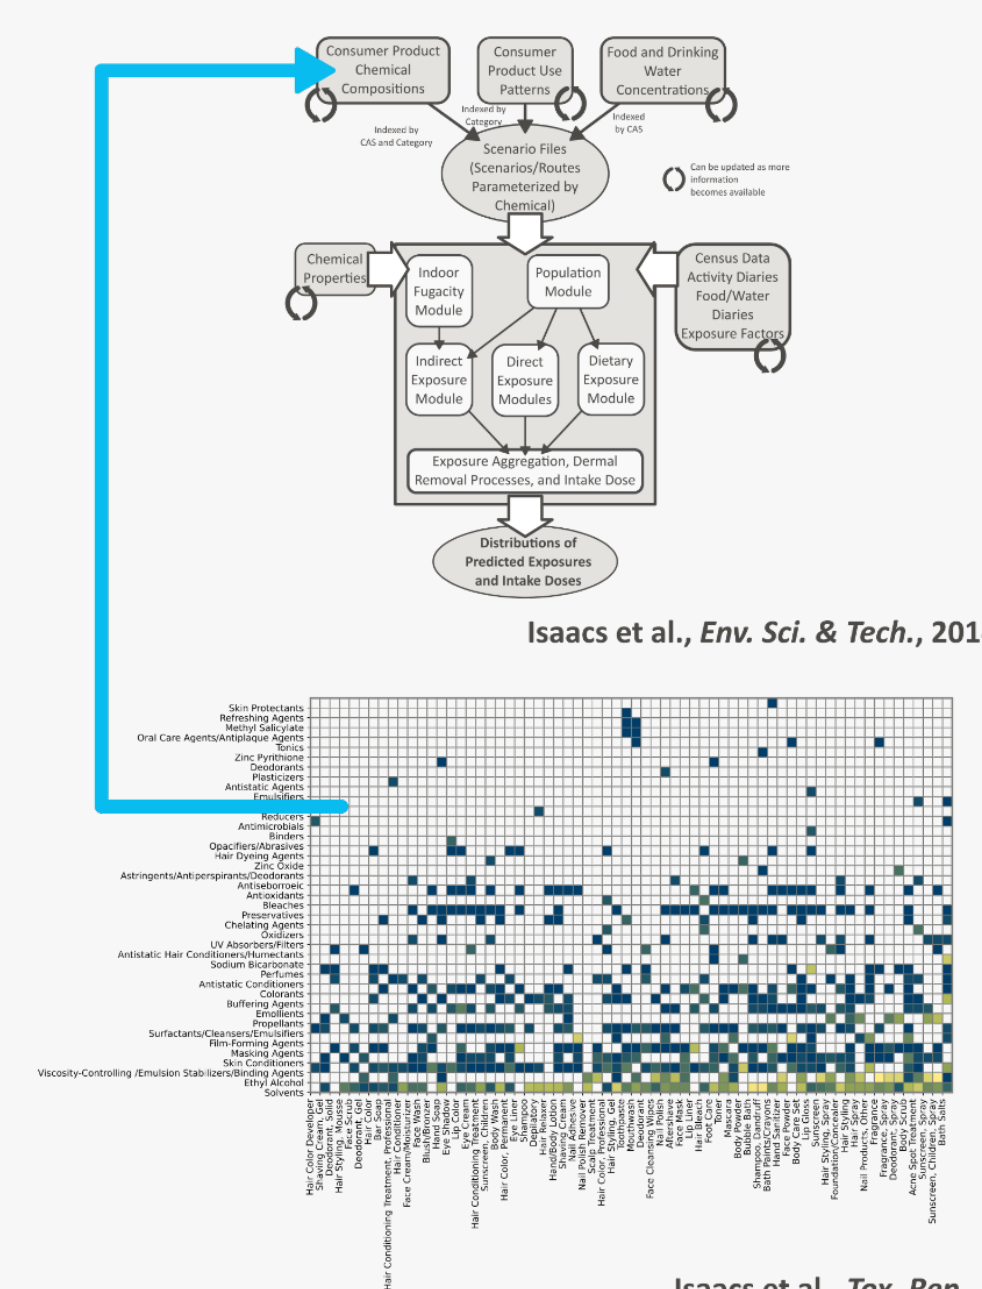 Consumer Product
Chemical
Compositions
Consumer
Product Use
Patterns
Food and Drinking
Water
Concentrations
Indexed by
CAS and Category
Indexed by
Category
Indexed
by CAS
Scenario Files
(Scenarios/Routes
Parameterized by
Chemical)
Can be updated as more
information
becomes available
Chemical
Properties
Indoor
Fugacity
Module
Population
Module
Census Data
Activity Diaries
Food/Water
Diaries
Exposure Factors
Indirect
Exposure
Module
Direct
Exposure
Modules
Dietary
Exposure
Module
Exposure Aggregation, Dermal
Removal Processes, and Intake Dose
Distributions of
Predicted Exposures
and Intake Doses
Isaacs et al., Env. Sci. & Tech., 201
Skin Protectants
Refreshing Agents
Methyl Salicylate
Oral Care Agents/Antiplaque Agents
Tonics
Zinc Pyrithione
Deodorants
Plasticizers
Antistatic Agents
Emulsifiers
Reducers
Antimicrobials
Binders
Opacifiers/Abrasives
Hair Dyeing Agents
Zinc Oxide
Astringents/Antiperspirants/Deodorants
Antiseborroeic
Antioxidants
Bleaches
Preservatives
Chelating Agents
Oxidizers
UV Absorbers/Filters
Antistatic Hair Conditioners/Humectants
Sodium Bicarbonate
Perfumes
Antistatic Conditioners
Colorants
Buffering Agents
Emollients
Propellants
Surfactants/Cleansers/Emulsifiers
Film-Forming Agents
Masking Agents
Skin Conditioners
Viscosity-Controlling /Emulsion Stabilizers/Binding Agents
Ethyl Alcohol
Solvents
Hair Color Developer
Shaving Cream, Gel
Deodorant, Solid
Hair Styling, Mousse
Face Scrub
Deodorant, Gel
Hair Color
Bar Soap
Hair Conditioning Treatment, Professional
Hair Conditioner
Face Cream/Moisturizer
Face Wash
Blush/Bronzer
Hand Soap
Eye Shadow
Lip Color
Eye Cream
Hair Conditioning Treatment
Sunscreen, Children
Body Wash
Hair Color, Permanent
Eye Liner
Shampoo
Depilatory
Hair Relaxer
Hand/Body Lotion
Shaving Cream
Nail Adhesive
Nail Polish Remover
Scalp Treatment
Hair Color, Professional
Hair Styling, Gel
Toothpaste
Mouthwash
Deodorant
Face Cleansing Wipes
Nail Polish
Aftershave
Face Mask
Lip Liner
Hair Bleach
Foot Care
Toner
Mascara
Body Powder
Bubble Bath
Shampoo, Dandruff
Bath Paints/Crayons
Hand Sanitizer
Face Powder
Body Care Set
Lip Gloss
Sunscreen
Hair Styling, Spray
Foundation/Concealer
Hair Styling
Hair, Spray
Nail Products, Other
Fragrance
Fragrance, Spray
Deodorant, Spray
Body Scrub
Acne Spot Treatment
Sunscreen, Spray
Sunscreen, Children, Spray
Bath Salts
Isaacs et al., Tox. Rep.